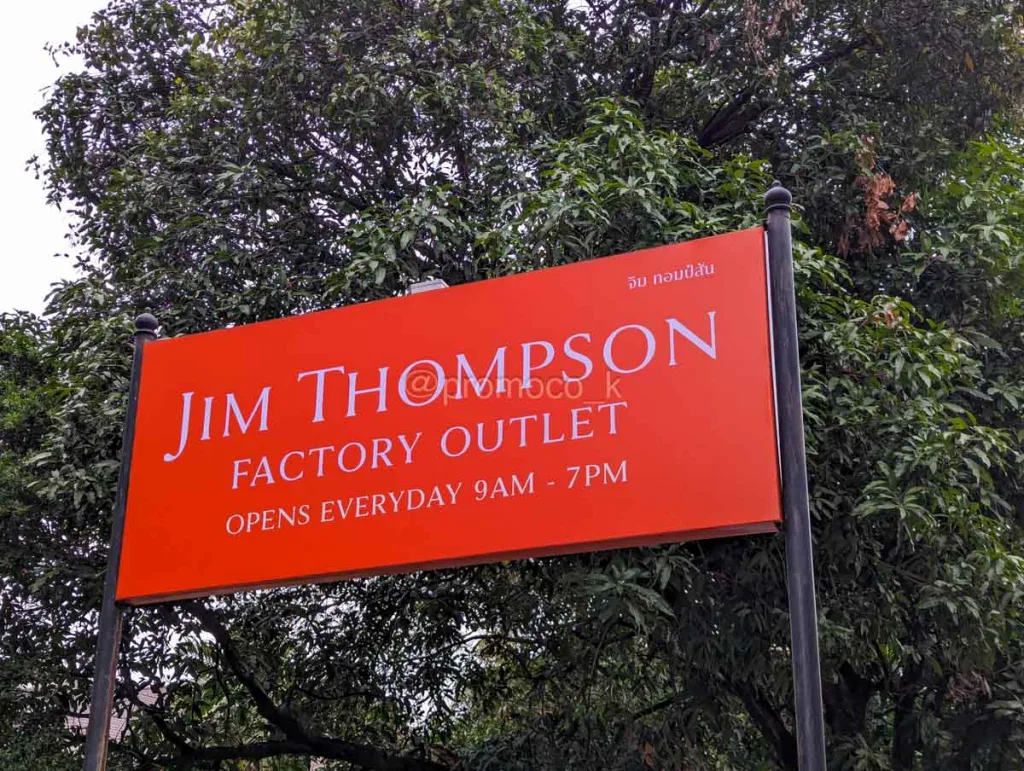 จิม ทอมป์สัน
JIM THOMPSON
@promoco_k
FACTORY OUTLET
OPENS EVERYDAY 9AM - 7PM